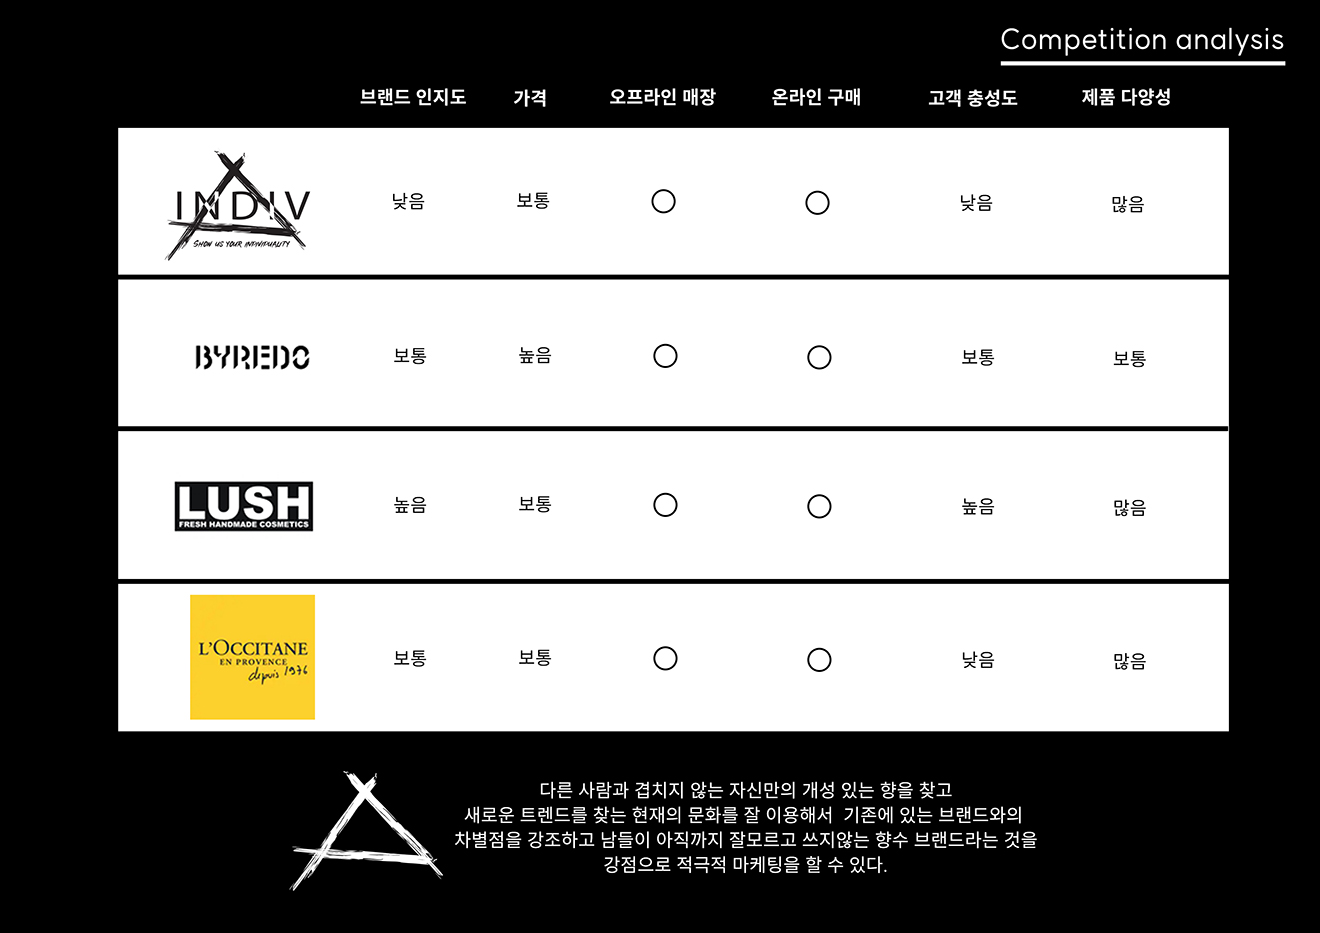 Competition analysis
브랜드 인지도 가격 오프라인 매장 온라인 구매 고객 충성도 제품 다양성
INDIV
SHOW US YOUR INDIVIDUALITY
낮음 보통 ○ ○ 낮음 많음
BYREDO 보통 높음 ○ ○ 보통 보통
LUSH
FRESH HANDMADE COSMETICS
높음 보통 ○ ○ 높음 많음
L'OCCITANE
EN PROVENCE
depuis 1976
보통 보통 ○ ○ 낮음 많음
다른 사람과 겹치지 않는 자신만의 개성 있는 향을 찾고
새로운 트렌드를 찾는 현재의 문화를 잘 이용해서 기존에 있는 브랜드와의
차별점을 강조하고 남들이 아직까지 잘모르고 쓰지않는 향수 브랜드라는 것을
강점으로 적극적 마케팅을 할 수 있다.